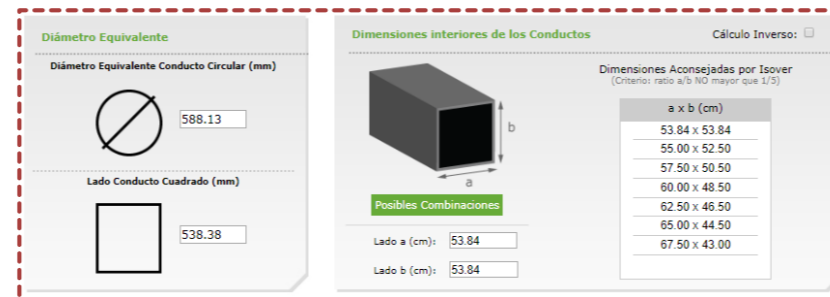 Diámetro Equivalente
Diámetro Equivalente Conducto Circular (mm)
588.13
Lado Conducto Cuadrado (mm)
538.38
Dimensiones interiores de los Conductos
Cálculo Inverso:
b
a
Posibles Combinaciones
Lado a (cm): 53.84
Lado b (cm): 53.84
Dimensiones Aconsejadas por Isover
(Criterio: ratio a/b NO mayor que 1/5)
a x b (cm)
53.84 x 53.84
55.00 x 52.50
57.50 x 50.50
60.00 x 48.50
62.50 x 46.50
65.00 x 44.50
67.50 x 43.00